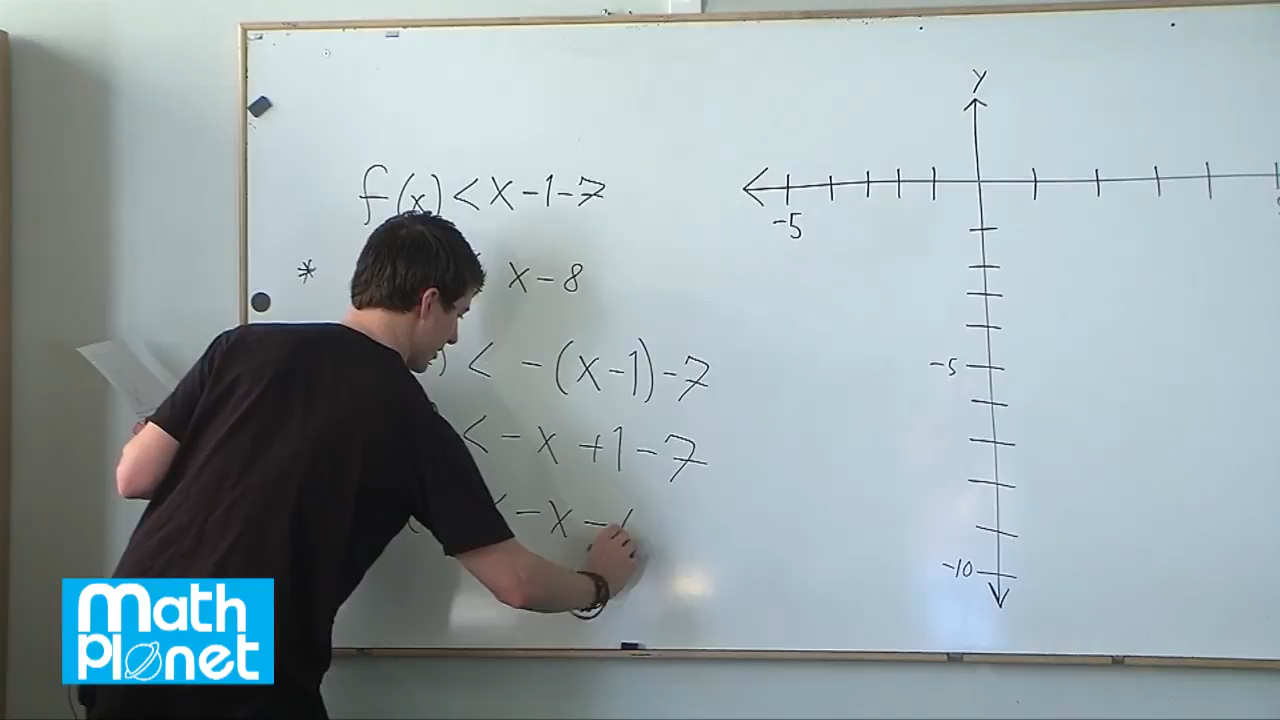 f(x) < x - 1 - 7
* x - 8
) < - (x - 1) - 7
< - x + 1 - 7
< - x -
y
-5
-5
-10
Math
Planet